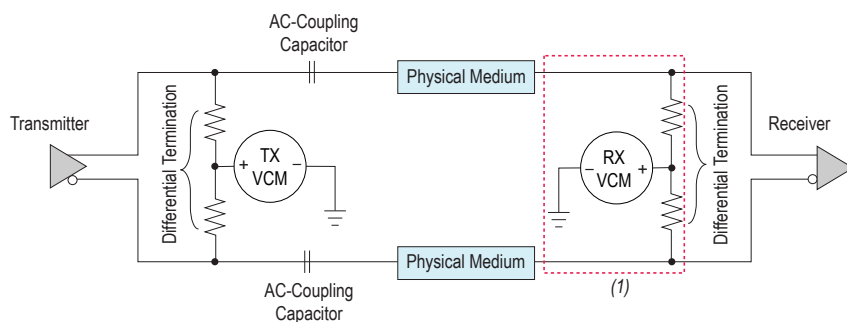 AC-Coupling
Capacitor
Physical Medium
Transmitter
Differential Termination
+
TX
VCM
−
−
RX
VCM
+
Differential Termination
Receiver
Physical Medium
AC-Coupling
Capacitor
(1)